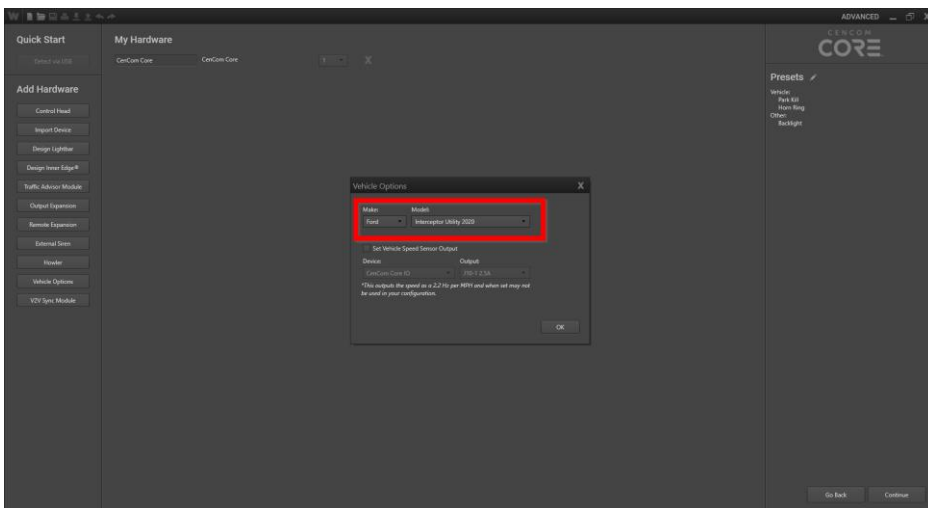 W
ADVANCED
Quick Start
Detect via USB
Add Hardware
Control Head
Import Device
Design Lightbar
Design Inner Edge®
Traffic Advisor Module
Output Expansion
Remote Expansion
External Siren
Howler
Vehicle Options
V2V Sync Module
My Hardware
CenCom Core CenCom Core 1 X
Vehicle Options X
Make: Model:
Ford Interceptor Utility 2020
Set Vehicle Speed Sensor Output
Device: Output:
CenCom Core IO
*This outputs the speed as a 2.2 Hz per MPH and when set may not
be used in your configuration.
OK
CENCOM
CORE
Presets
Vehicle:
Park Kill
Horn Ring
Other:
Backlight
Go Back Continue